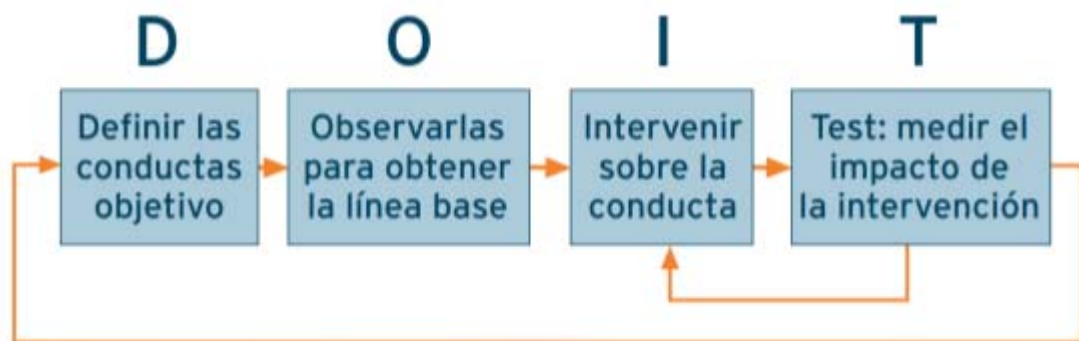 D O I T
Definir las
conductas
objetivo
Observarlas
para obtener
la línea base
Intervenir
sobre la
conducta
Test: medir el
impacto de
la intervención